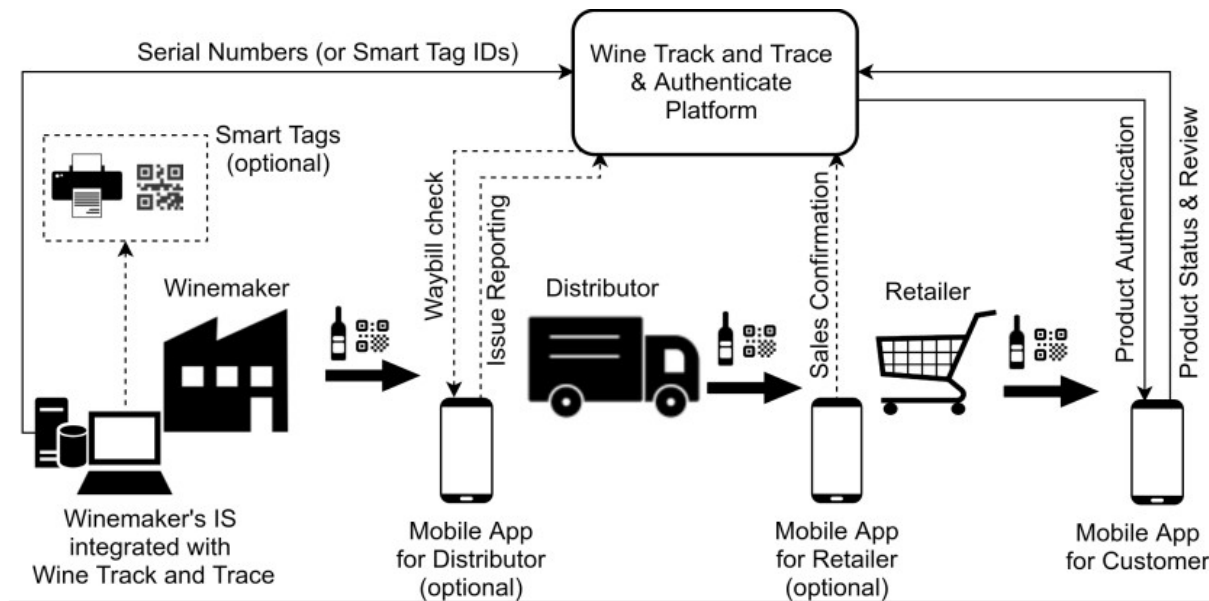 Serial Numbers (or Smart Tag IDs)
Wine Track and Trace
& Authenticate
Platform
Smart Tags
(optional)
Waybill check
Issue Reporting
Sales Confirmation
Product Authentication
Product Status & Review
Winemaker
Distributor
Retailer
Winemaker's IS
integrated with
Wine Track and Trace
Mobile App
for Distributor
(optional)
Mobile App
for Retailer
(optional)
Mobile App
for Customer